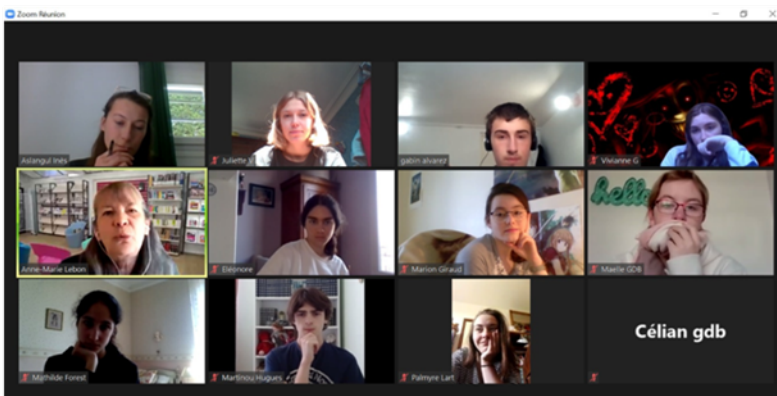 Zoom Réunion
Aslangul Inès
Juliette
gabin alvarez
Vivianne G
hello
Anne-Marie Lebon
Eléonore
Marion Giraud
Maelle GDB
Mathilde Forest
Martinou Hugues
Palmyre Lart
Célian gdb